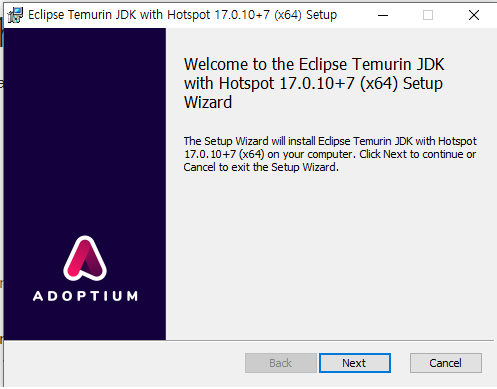 Eclipse Temurin JDK with Hotspot 17.0.10+7 (x64) Setup
Welcome to the Eclipse Temurin JDK
with Hotspot 17.0.10+7 (x64) Setup
Wizard
The Setup Wizard will install Eclipse Temurin JDK with Hotspot
17.0.10+7 (x64) on your computer. Click Next to continue or
Cancel to exit the Setup Wizard.
ADOPTIUM
Back
Next
Cancel